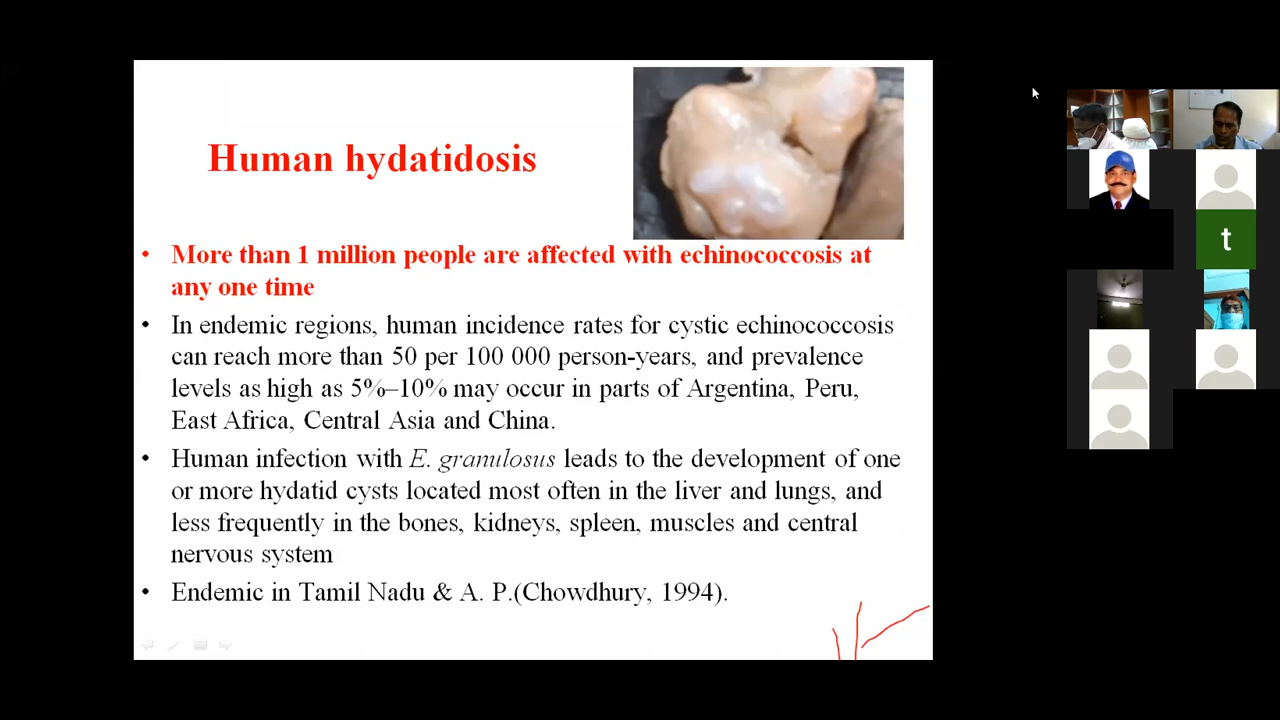 Human hydatidosis
• More than 1 million people are affected with echinococcosis at
any one time
• In endemic regions, human incidence rates for cystic echinococcosis
can reach more than 50 per 100 000 person-years, and prevalence
levels as high as 5%–10% may occur in parts of Argentina, Peru,
East Africa, Central Asia and China.
• Human infection with E. granulosus leads to the development of one
or more hydatid cysts located most often in the liver and lungs, and
less frequently in the bones, kidneys, spleen, muscles and central
nervous system
• Endemic in Tamil Nadu & A. P.(Chowdhury, 1994).
t